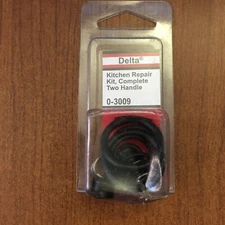 Delta®
Kitchen Repair
Kit, Complete
Two Handle
0-3009